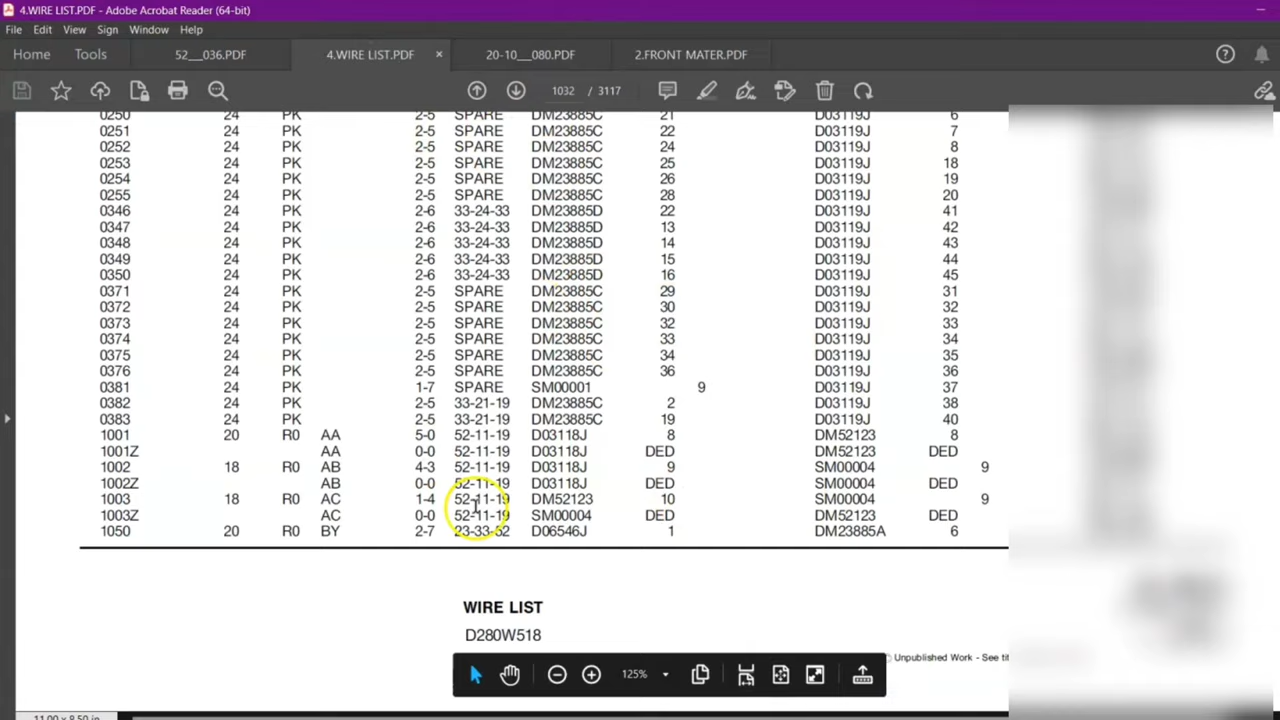 4.WIRE LIST.PDF - Adobe Acrobat Reader (64-bit)
File Edit View Sign Window Help
Home Tools 52___036.PDF 4.WIRE LIST.PDF × 20-10___080.PDF 2.FRONT MATER.PDF
1032 / 3117
0250 24 PK 2-5 SPARE DM23885C 21 D03119J 6
0251 24 PK 2-5 SPARE DM23885C 22 D03119J 7
0252 24 PK 2-5 SPARE DM23885C 24 D03119J 8
0253 24 PK 2-5 SPARE DM23885C 25 D03119J 18
0254 24 PK 2-5 SPARE DM23885C 26 D03119J 19
0255 24 PK 2-5 SPARE DM23885C 28 D03119J 20
0346 24 PK 2-6 33-24-33 DM23885D 22 D03119J 41
0347 24 PK 2-6 33-24-33 DM23885D 13 D03119J 42
0348 24 PK 2-6 33-24-33 DM23885D 14 D03119J 43
0349 24 PK 2-6 33-24-33 DM23885D 15 D03119J 44
0350 24 PK 2-6 33-24-33 DM23885D 16 D03119J 45
0371 24 PK 2-5 SPARE DM23885C 29 D03119J 31
0372 24 PK 2-5 SPARE DM23885C 30 D03119J 32
0373 24 PK 2-5 SPARE DM23885C 32 D03119J 33
0374 24 PK 2-5 SPARE DM23885C 33 D03119J 34
0375 24 PK 2-5 SPARE DM23885C 34 D03119J 35
0376 24 PK 2-5 SPARE DM23885C 36 D03119J 36
0381 24 PK 1-7 SPARE SM00001 9 D03119J 37
0382 24 PK 2-5 33-21-19 DM23885C 2 D03119J 38
0383 24 PK 2-5 33-21-19 DM23885C 19 D03119J 40
1001 20 R0 AA 5-0 52-11-19 D03118J 8 DM52123 8
1001Z AA 0-0 52-11-19 D03118J DED DM52123 DED
1002 18 R0 AB 4-3 52-11-19 D03118J 9 SM00004 9
1002Z AB 0-0 52-11-19 D03118J DED SM00004 DED
1003 18 R0 AC 1-4 52-11-19 DM52123 10 SM00004 9
1003Z AC 0-0 52-11-19 SM00004 DED DM52123 DED
1050 20 R0 BY 2-7 23-33-52 D06546J 1 DM23885A 6
WIRE LIST
D280W518
Unpublished Work - See tit
125%
11.00 x 8.50 in